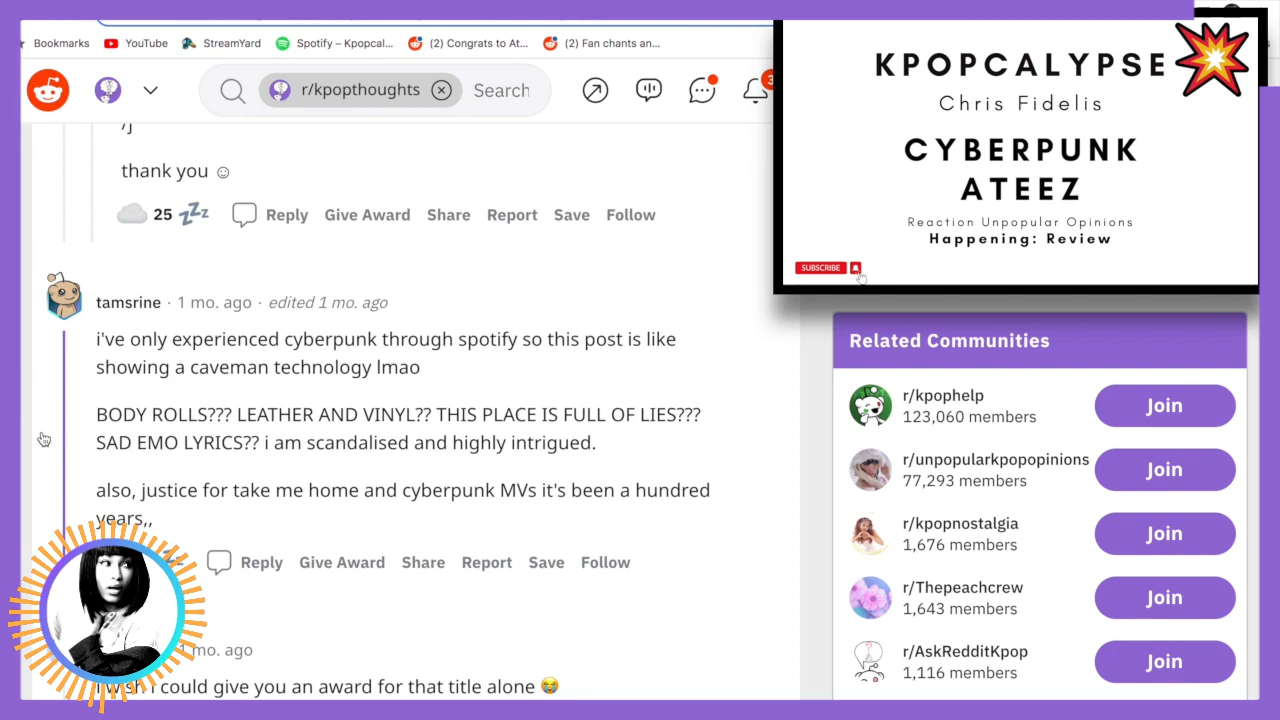 Bookmarks
YouTube
StreamYard
Spotify – Kpopcal...
(2) Congrats to At...
(2) Fan chants an...
r/kpopthoughts
Search
3
/j
thank you ☺
25
Reply
Give Award
Share
Report
Save
Follow
tamsrine · 1 mo. ago · edited 1 mo. ago
i've only experienced cyberpunk through spotify so this post is like
showing a caveman technology lmao
BODY ROLLS??? LEATHER AND VINYL?? THIS PLACE IS FULL OF LIES???
SAD EMO LYRICS?? i am scandalised and highly intrigued.
also, justice for take me home and cyberpunk MVs it's been a hundred
years,,
Reply
Give Award
Share
Report
Save
Follow
1 mo. ago
could give you an award for that title alone 😭
KPOPCALYPSE
Chris Fidelis
CYBERPUNK
ATEEZ
Reaction Unpopular Opinions
Happening: Review
SUBSCRIBE
Related Communities
r/kpophelp
123,060 members
Join
r/unpopularkpopopinions
77,293 members
Join
r/kpopnostalgia
1,676 members
Join
r/Thepeachcrew
1,643 members
Join
r/AskRedditKpop
1,116 members
Join